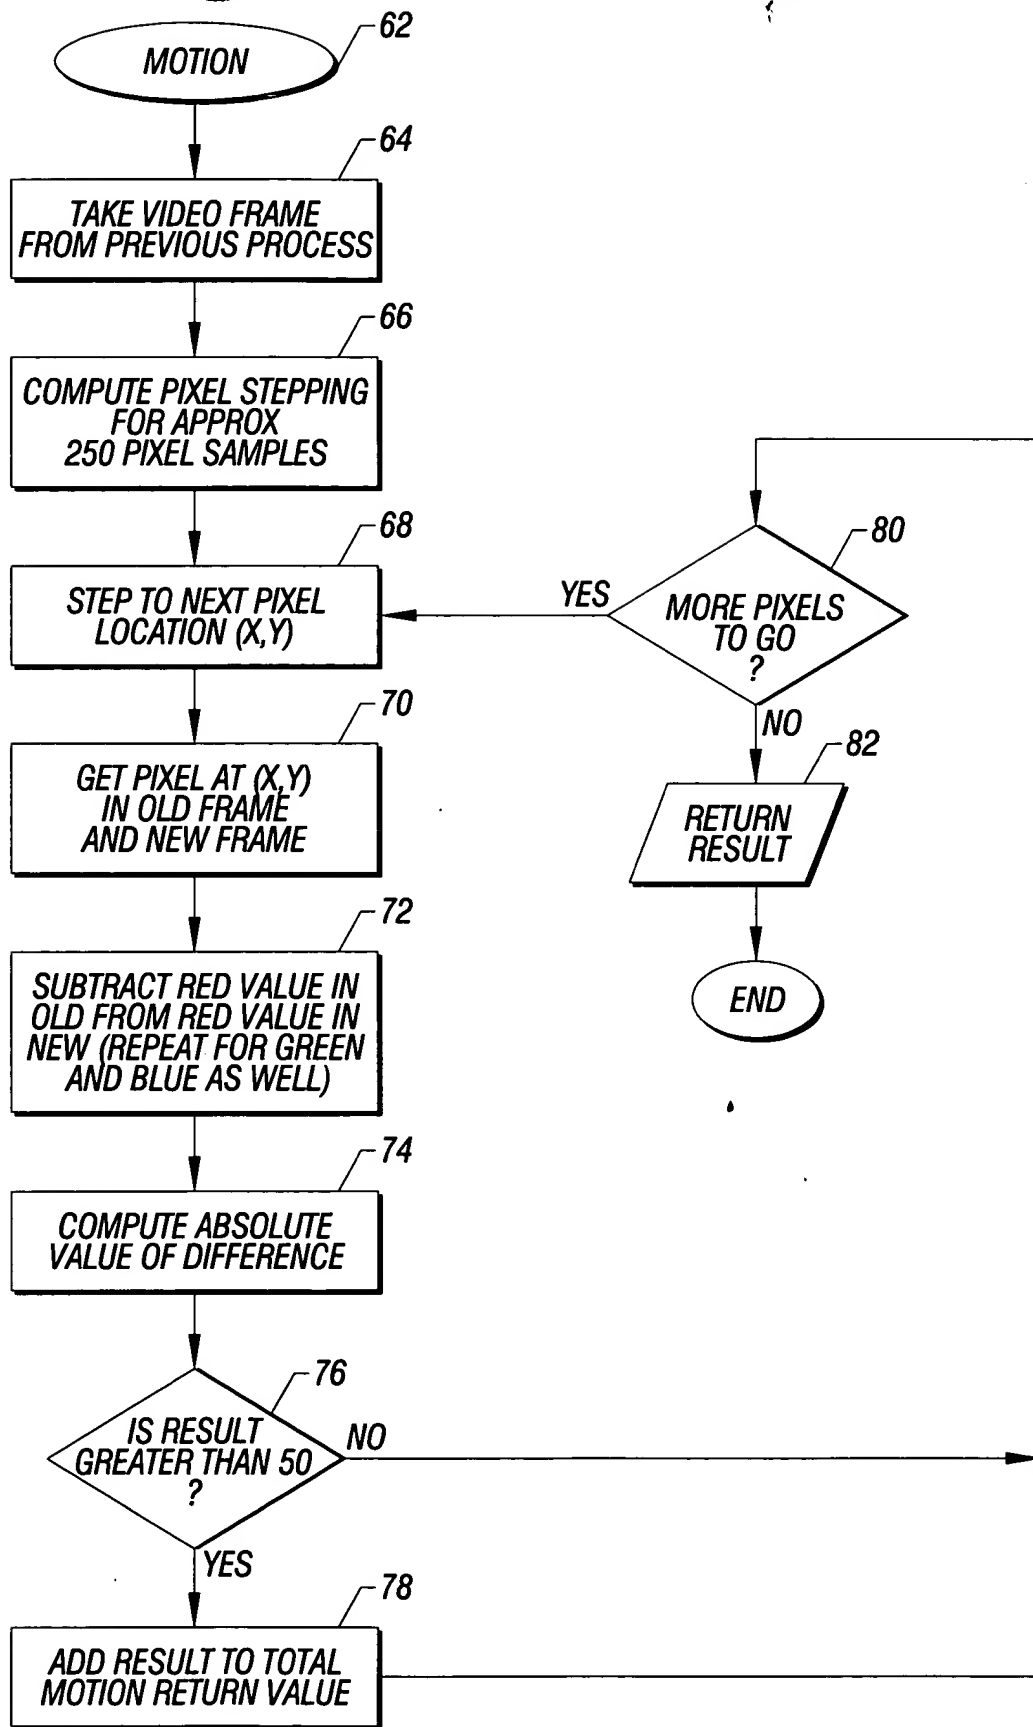 MOTION
62
64
TAKE VIDEO FRAME
FROM PREVIOUS PROCESS
66
COMPUTE PIXEL STEPPING
FOR APPROX
250 PIXEL SAMPLES
68
STEP TO NEXT PIXEL
LOCATION (X,Y)
70
GET PIXEL AT (X,Y)
IN OLD FRAME
AND NEW FRAME
72
SUBTRACT RED VALUE IN
OLD FROM RED VALUE IN
NEW (REPEAT FOR GREEN
AND BLUE AS WELL)
74
COMPUTE ABSOLUTE
VALUE OF DIFFERENCE
76
IS RESULT
GREATER THAN 50
?
NO
YES
78
ADD RESULT TO TOTAL
MOTION RETURN VALUE
80
MORE PIXELS
TO GO
?
YES
NO
82
RETURN
RESULT
END